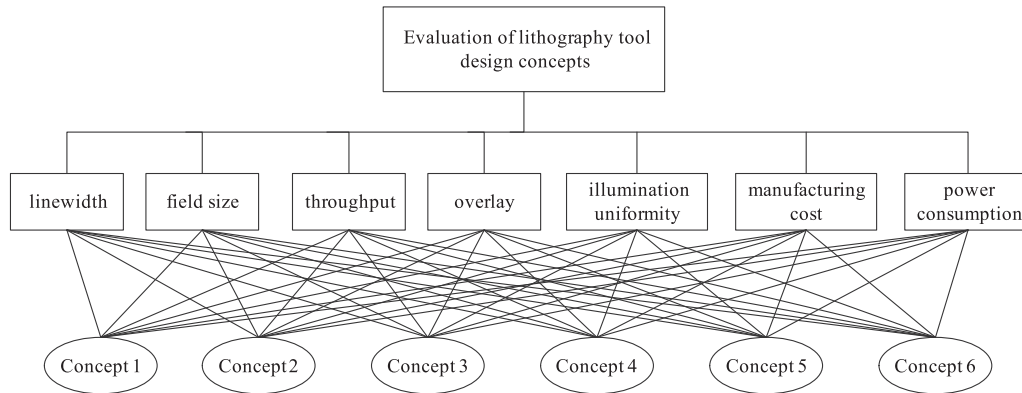 Evaluation of lithography tool
design concepts
linewidth
field size
throughput
overlay
illumination
uniformity
manufacturing
cost
power
consumption
Concept 1
Concept 2
Concept 3
Concept 4
Concept 5
Concept 6